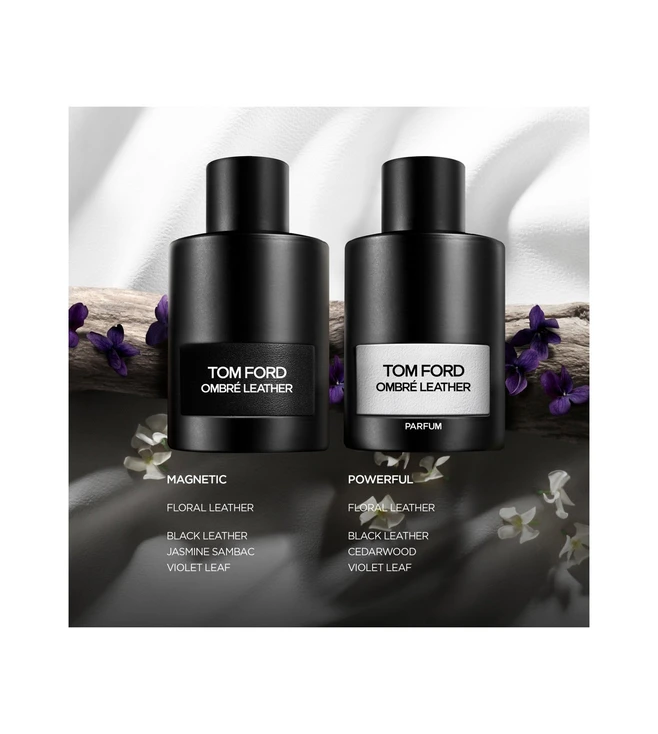 TOM FORD
OMBRÉ LEATHER
TOM FORD
OMBRÉ LEATHER
PARFUM
MAGNETIC
FLORAL LEATHER
BLACK LEATHER
JASMINE SAMBAC
VIOLET LEAF
POWERFUL
FLORAL LEATHER
BLACK LEATHER
CEDARWOOD
VIOLET LEAF